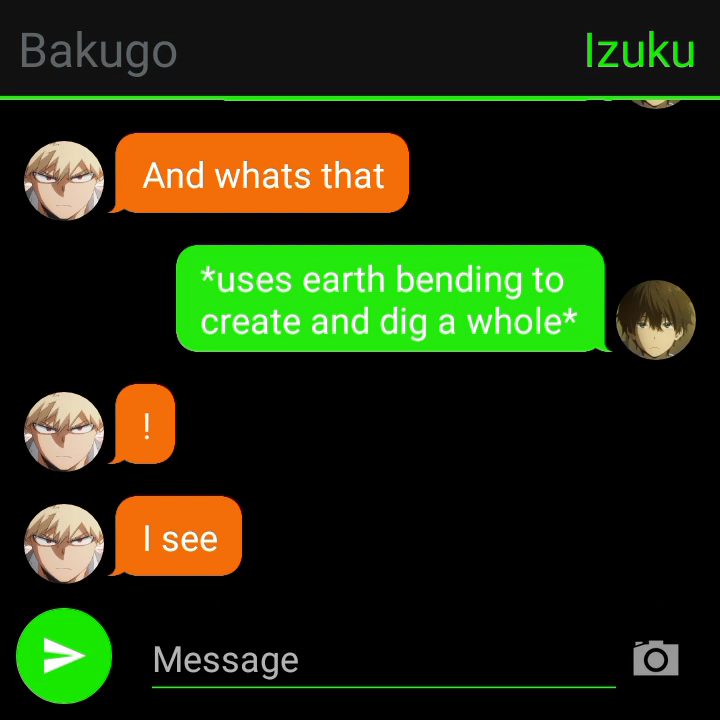 Bakugo
Izuku
And whats that
*uses earth bending to
create and dig a whole*
!
I see
Message